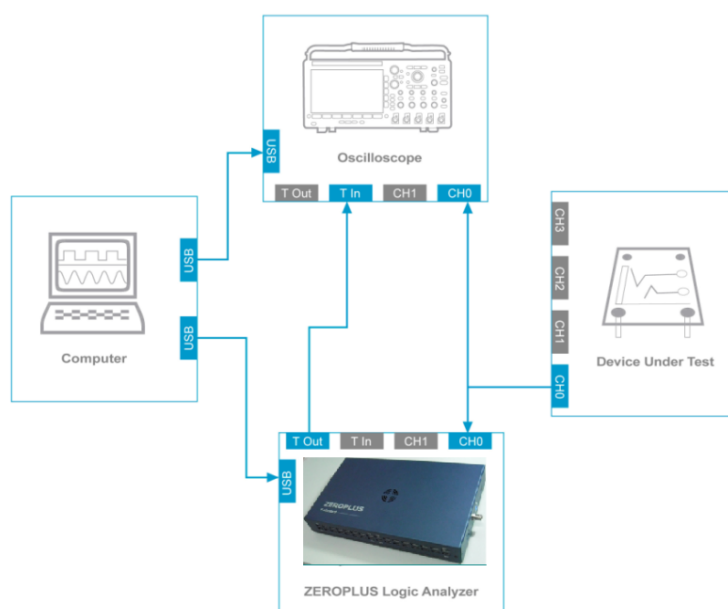 Oscilloscope
USB
T Out
T In
CH1
CH0
USB
USB
Computer
CH3
CH2
CH1
CH0
Device Under Test
T Out
T In
CH1
CH0
USB
ZEROPLUS
ZEROPLUS Logic Analyzer